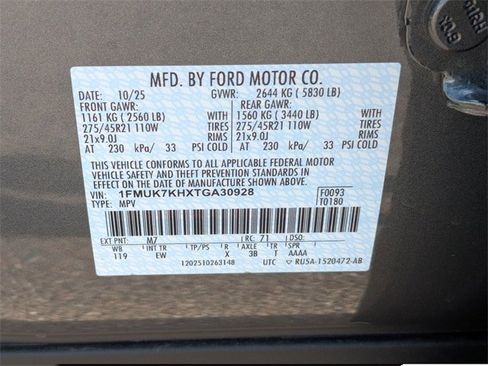 MFD. BY FORD MOTOR CO.
DATE: 10/25 GVWR: 2644 KG ( 5830 LB)
FRONT GAWR: REAR GAWR:
1161 KG ( 2560 LB) 1560 KG ( 3440 LB)
275/45R21 110W TIRES 275/45R21 110W TIRES
21x9.0J RIMS 21x9.0J RIMS
AT 230 kPa/ 33 PSI COLD AT 230 kPa/ 33 PSI COLD
THIS VEHICLE CONFORMS TO ALL APPLICABLE FEDERAL MOTOR
VEHICLE SAFETY AND BUMPER STANDARDS IN EFFECT ON THE DATE OF
MANUFACTURE SHOWN ABOVE.
VIN: 1FMUK7KHXTGA30928 F0093
TYPE: MPV T0180
EXT PNT: M7 RC: 71
WB INT TR TP/PS R AXLE TR SPR
119 EW X 3B T AAAA
1202510263148 UTC RU5A-1520472-AB